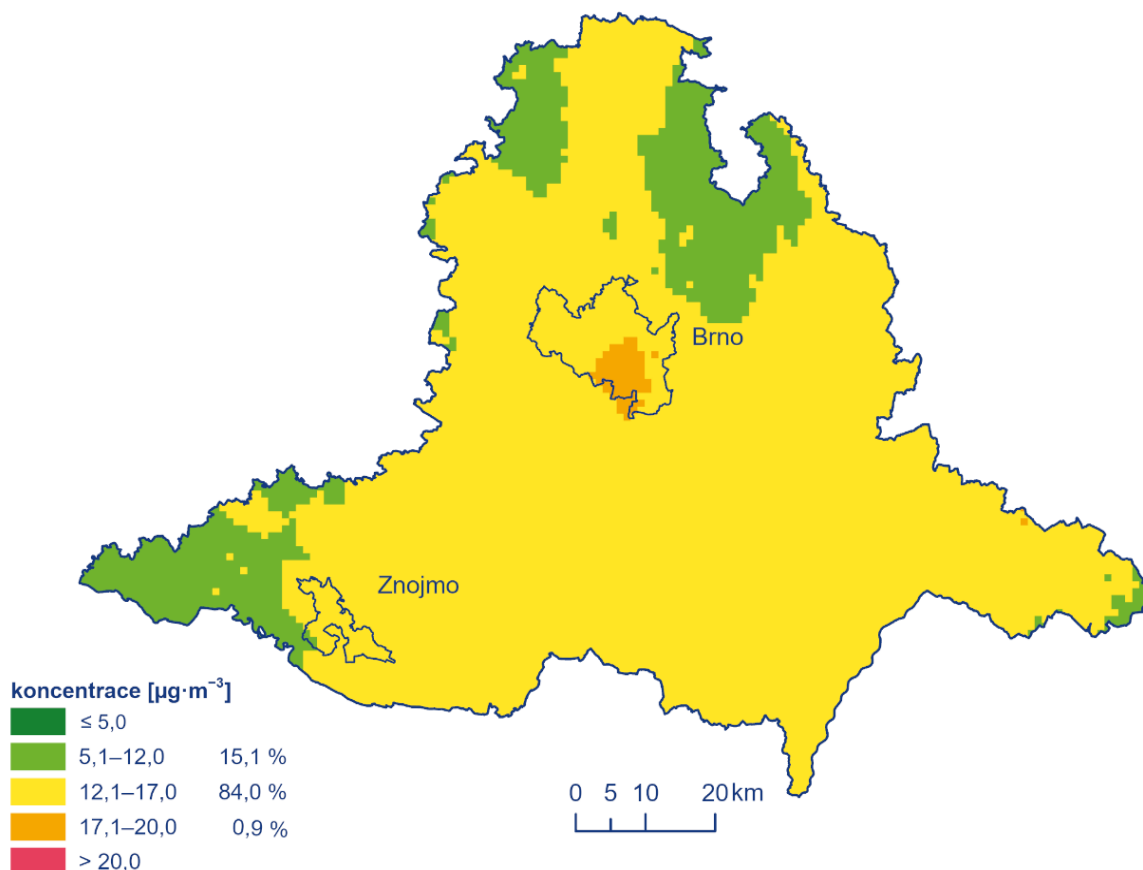 Brno
Znojmo
koncentrace [µg·m⁻³]
≤ 5,0
5,1–12,0 15,1 %
12,1–17,0 84,0 %
17,1–20,0 0,9 %
> 20,0
0 5 10 20 km